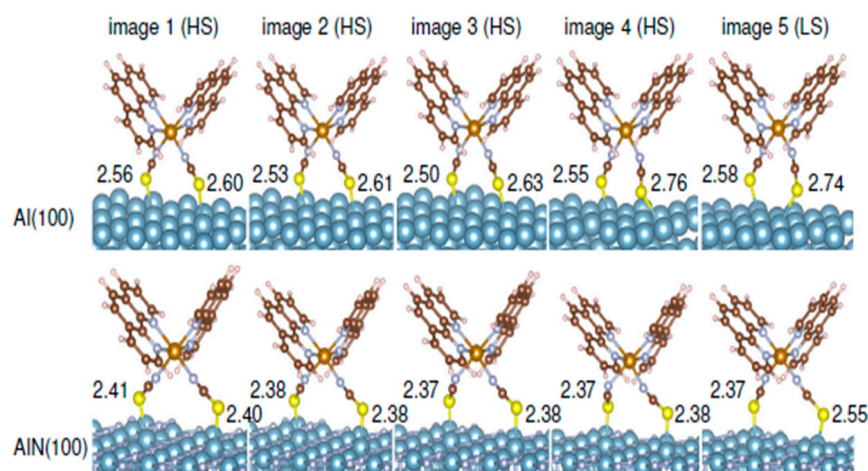 image 1 (HS) image 2 (HS) image 3 (HS) image 4 (HS) image 5 (LS)
2.56 2.60 2.53 2.61 2.50 2.63 2.55 2.76 2.58 2.74
Al(100)
2.41 2.40 2.38 2.38 2.37 2.38 2.37 2.38 2.37 2.55
AlN(100)